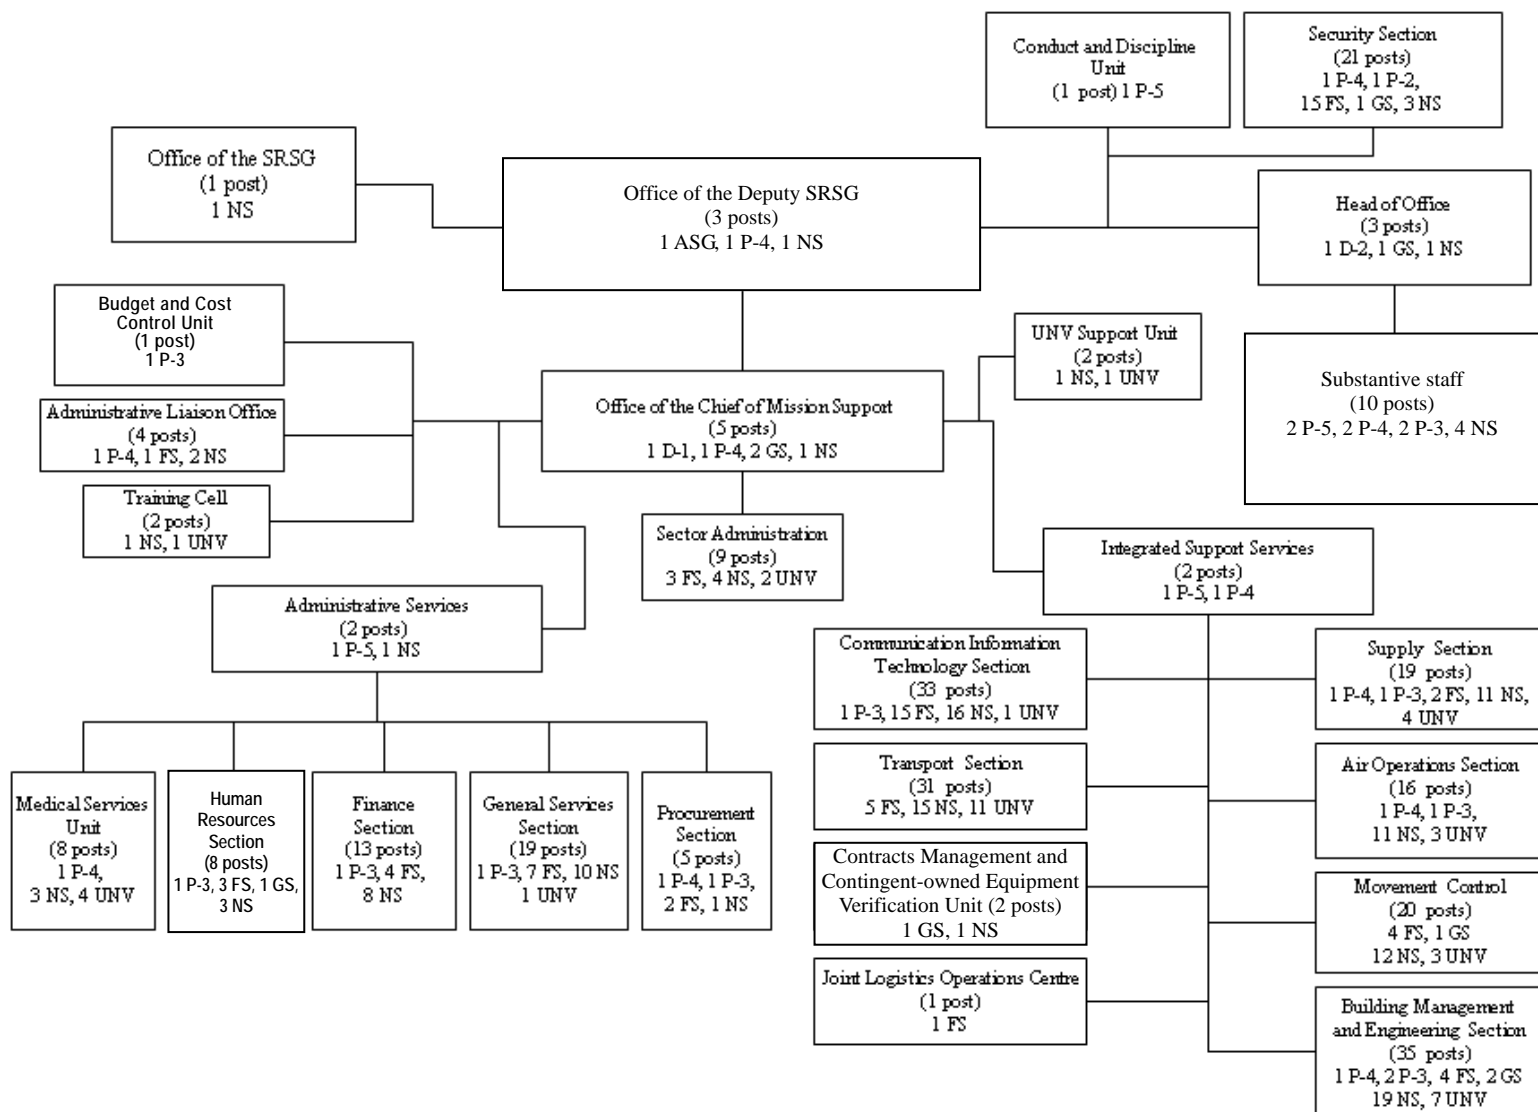 Conduct and Discipline
Unit
(1 post) 1 P-5
Security Section
(21 posts)
1 P-4, 1 P-2,
15 FS, 1 GS, 3 NS
Office of the SRSG
(1 post)
1 NS
Office of the Deputy SRSG
(3 posts)
1 ASG, 1 P-4, 1 NS
Head of Office
(3 posts)
1 D-2, 1 GS, 1 NS
Budget and Cost
Control Unit
(1 post)
1 P-3
UNV Support Unit
(2 posts)
1 NS, 1 UNV
Substantive staff
(10 posts)
2 P-5, 2 P-4, 2 P-3, 4 NS
Administrative Liaison Office
(4 posts)
1 P-4, 1 FS, 2 NS
Office of the Chief of Mission Support
(5 posts)
1 D-1, 1 P-4, 2 GS, 1 NS
Training Cell
(2 posts)
1 NS, 1 UNV
Sector Administration
(9 posts)
3 FS, 4 NS, 2 UNV
Integrated Support Services
(2 posts)
1 P-5, 1 P-4
Administrative Services
(2 posts)
1 P-5, 1 NS
Communication Information
Technology Section
(33 posts)
1 P-3, 15 FS, 16 NS, 1 UNV
Supply Section
(19 posts)
1 P-4, 1 P-3, 2 FS, 11 NS,
4 UNV
Medical Services
Unit
(8 posts)
1 P-4,
3 NS, 4 UNV
Human
Resources
Section
(8 posts)
1 P-3, 3 FS, 1 GS,
3 NS
Finance
Section
(13 posts)
1 P-3, 4 FS,
8 NS
General Services
Section
(19 posts)
1 P-3, 7 FS, 10 NS
1 UNV
Procurement
Section
(5 posts)
1 P-4, 1 P-3,
2 FS, 1 NS
Transport Section
(31 posts)
5 FS, 15 NS, 11 UNV
Air Operations Section
(16 posts)
1 P-4, 1 P-3,
11 NS, 3 UNV
Contracts Management and
Contingent-owned Equipment
Verification Unit (2 posts)
1 GS, 1 NS
Movement Control
(20 posts)
4 FS, 1 GS
12 NS, 3 UNV
Joint Logistics Operations Centre
(1 post)
1 FS
Building Management
and Engineering Section
(35 posts)
1 P-4, 2 P-3, 4 FS, 2 GS
19 NS, 7 UNV